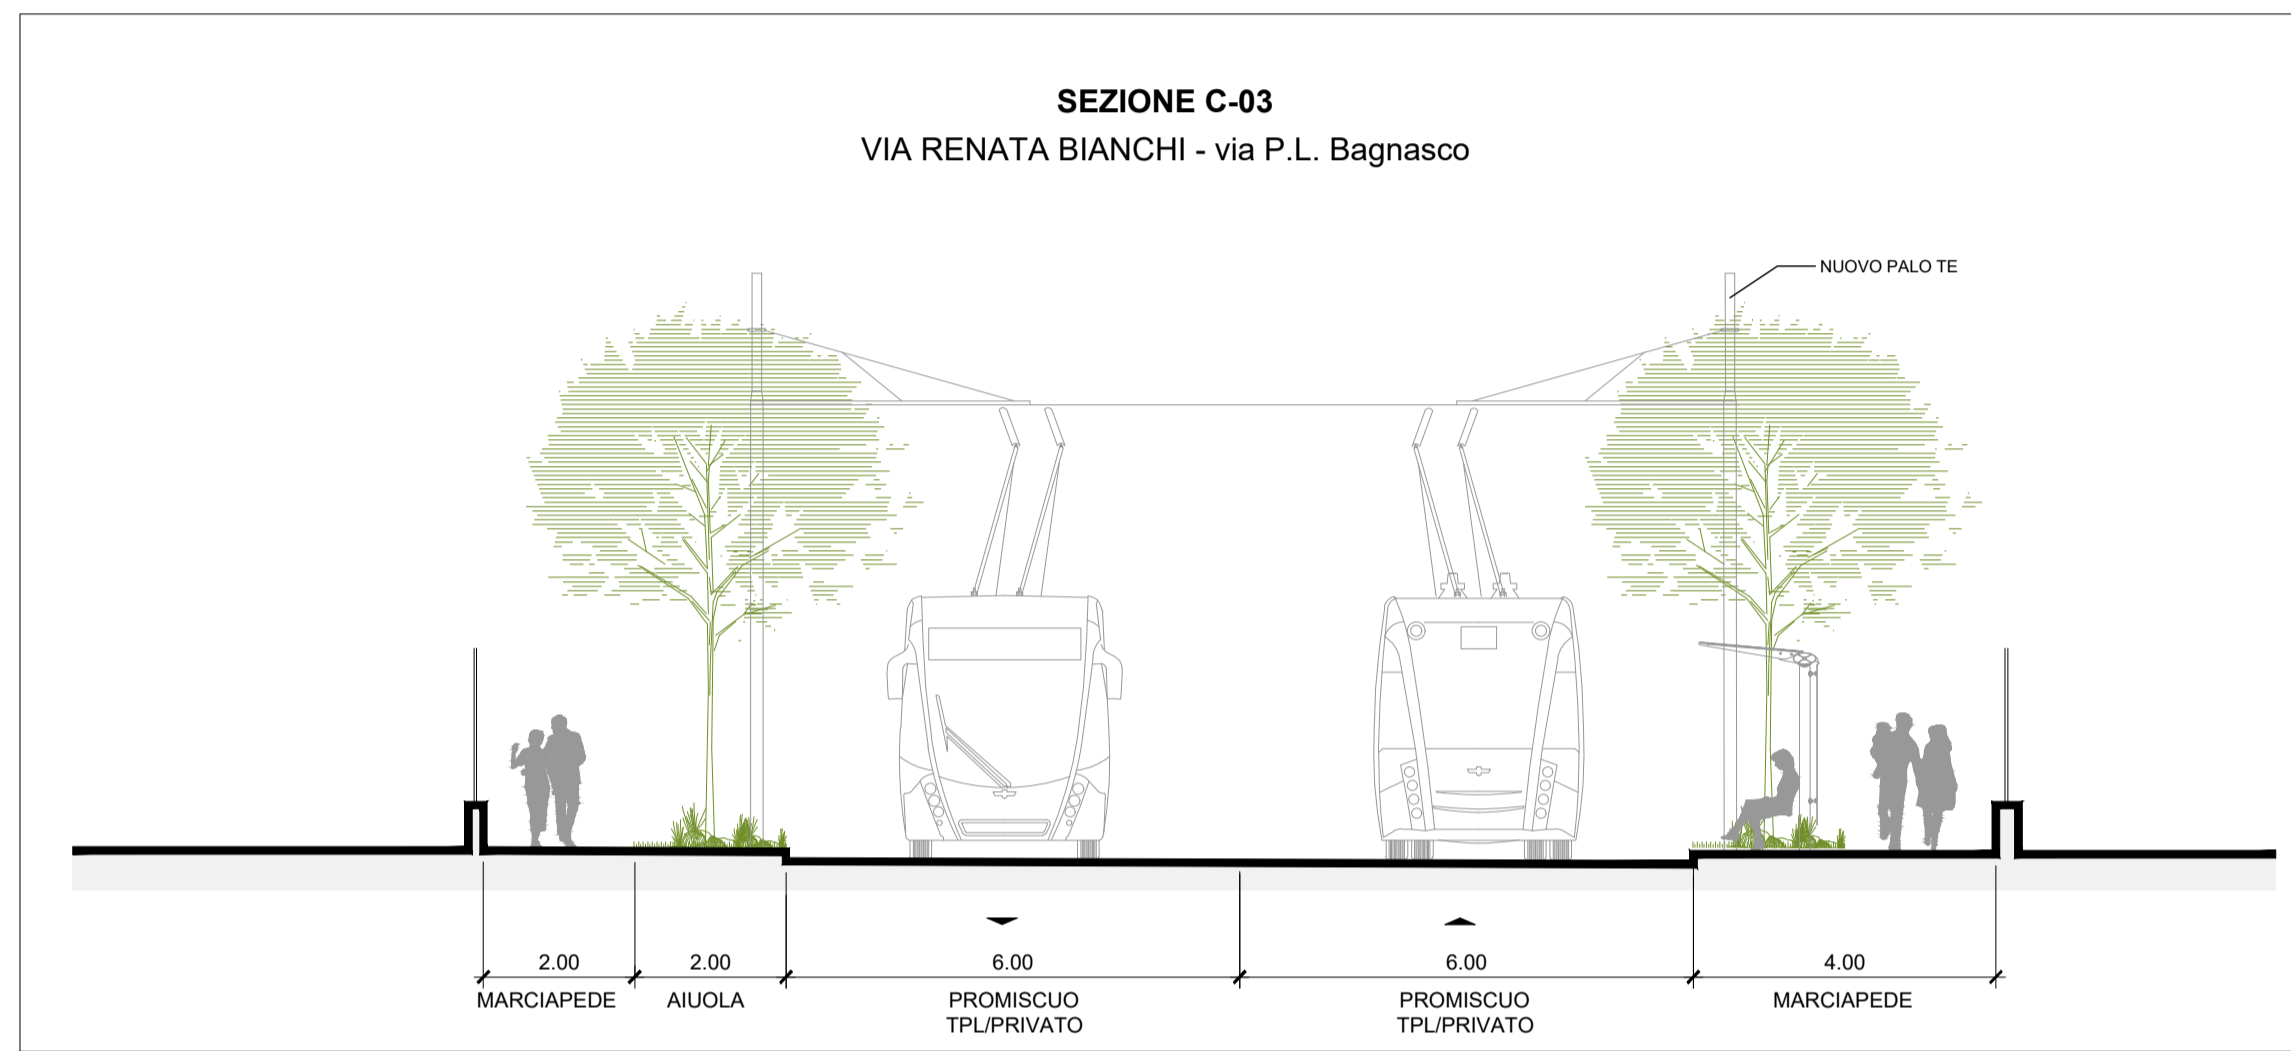 SEZIONE C-03
VIA RENATA BIANCHI - via P.L. Bagnasco
NUOVO PALO TE
2.00
2.00
6.00
6.00
4.00
MARCIAPEDE
AIUOLA
PROMISCUO
TPL/PRIVATO
PROMISCUO
TPL/PRIVATO
MARCIAPEDE